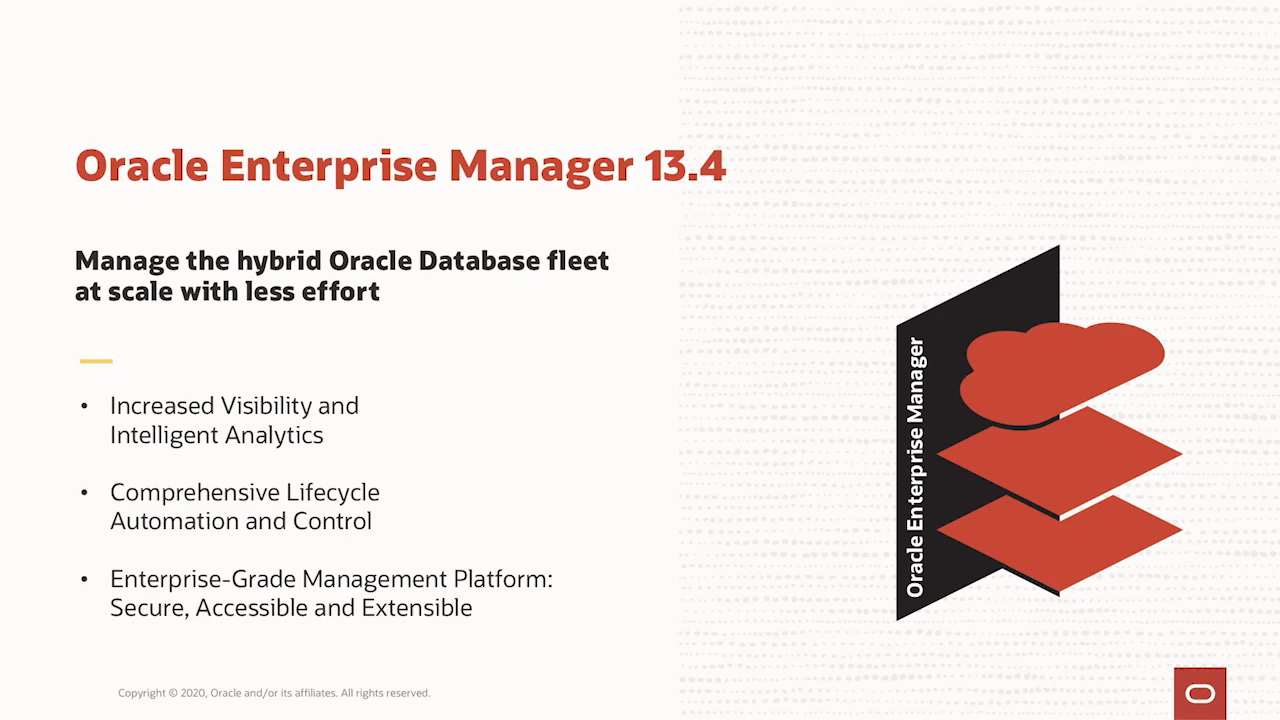 Oracle Enterprise Manager 13.4
Manage the hybrid Oracle Database fleet
at scale with less effort
• Increased Visibility and
Intelligent Analytics
• Comprehensive Lifecycle
Automation and Control
• Enterprise-Grade Management Platform:
Secure, Accessible and Extensible
Oracle Enterprise Manager
Copyright © 2020, Oracle and/or its affiliates. All rights reserved.